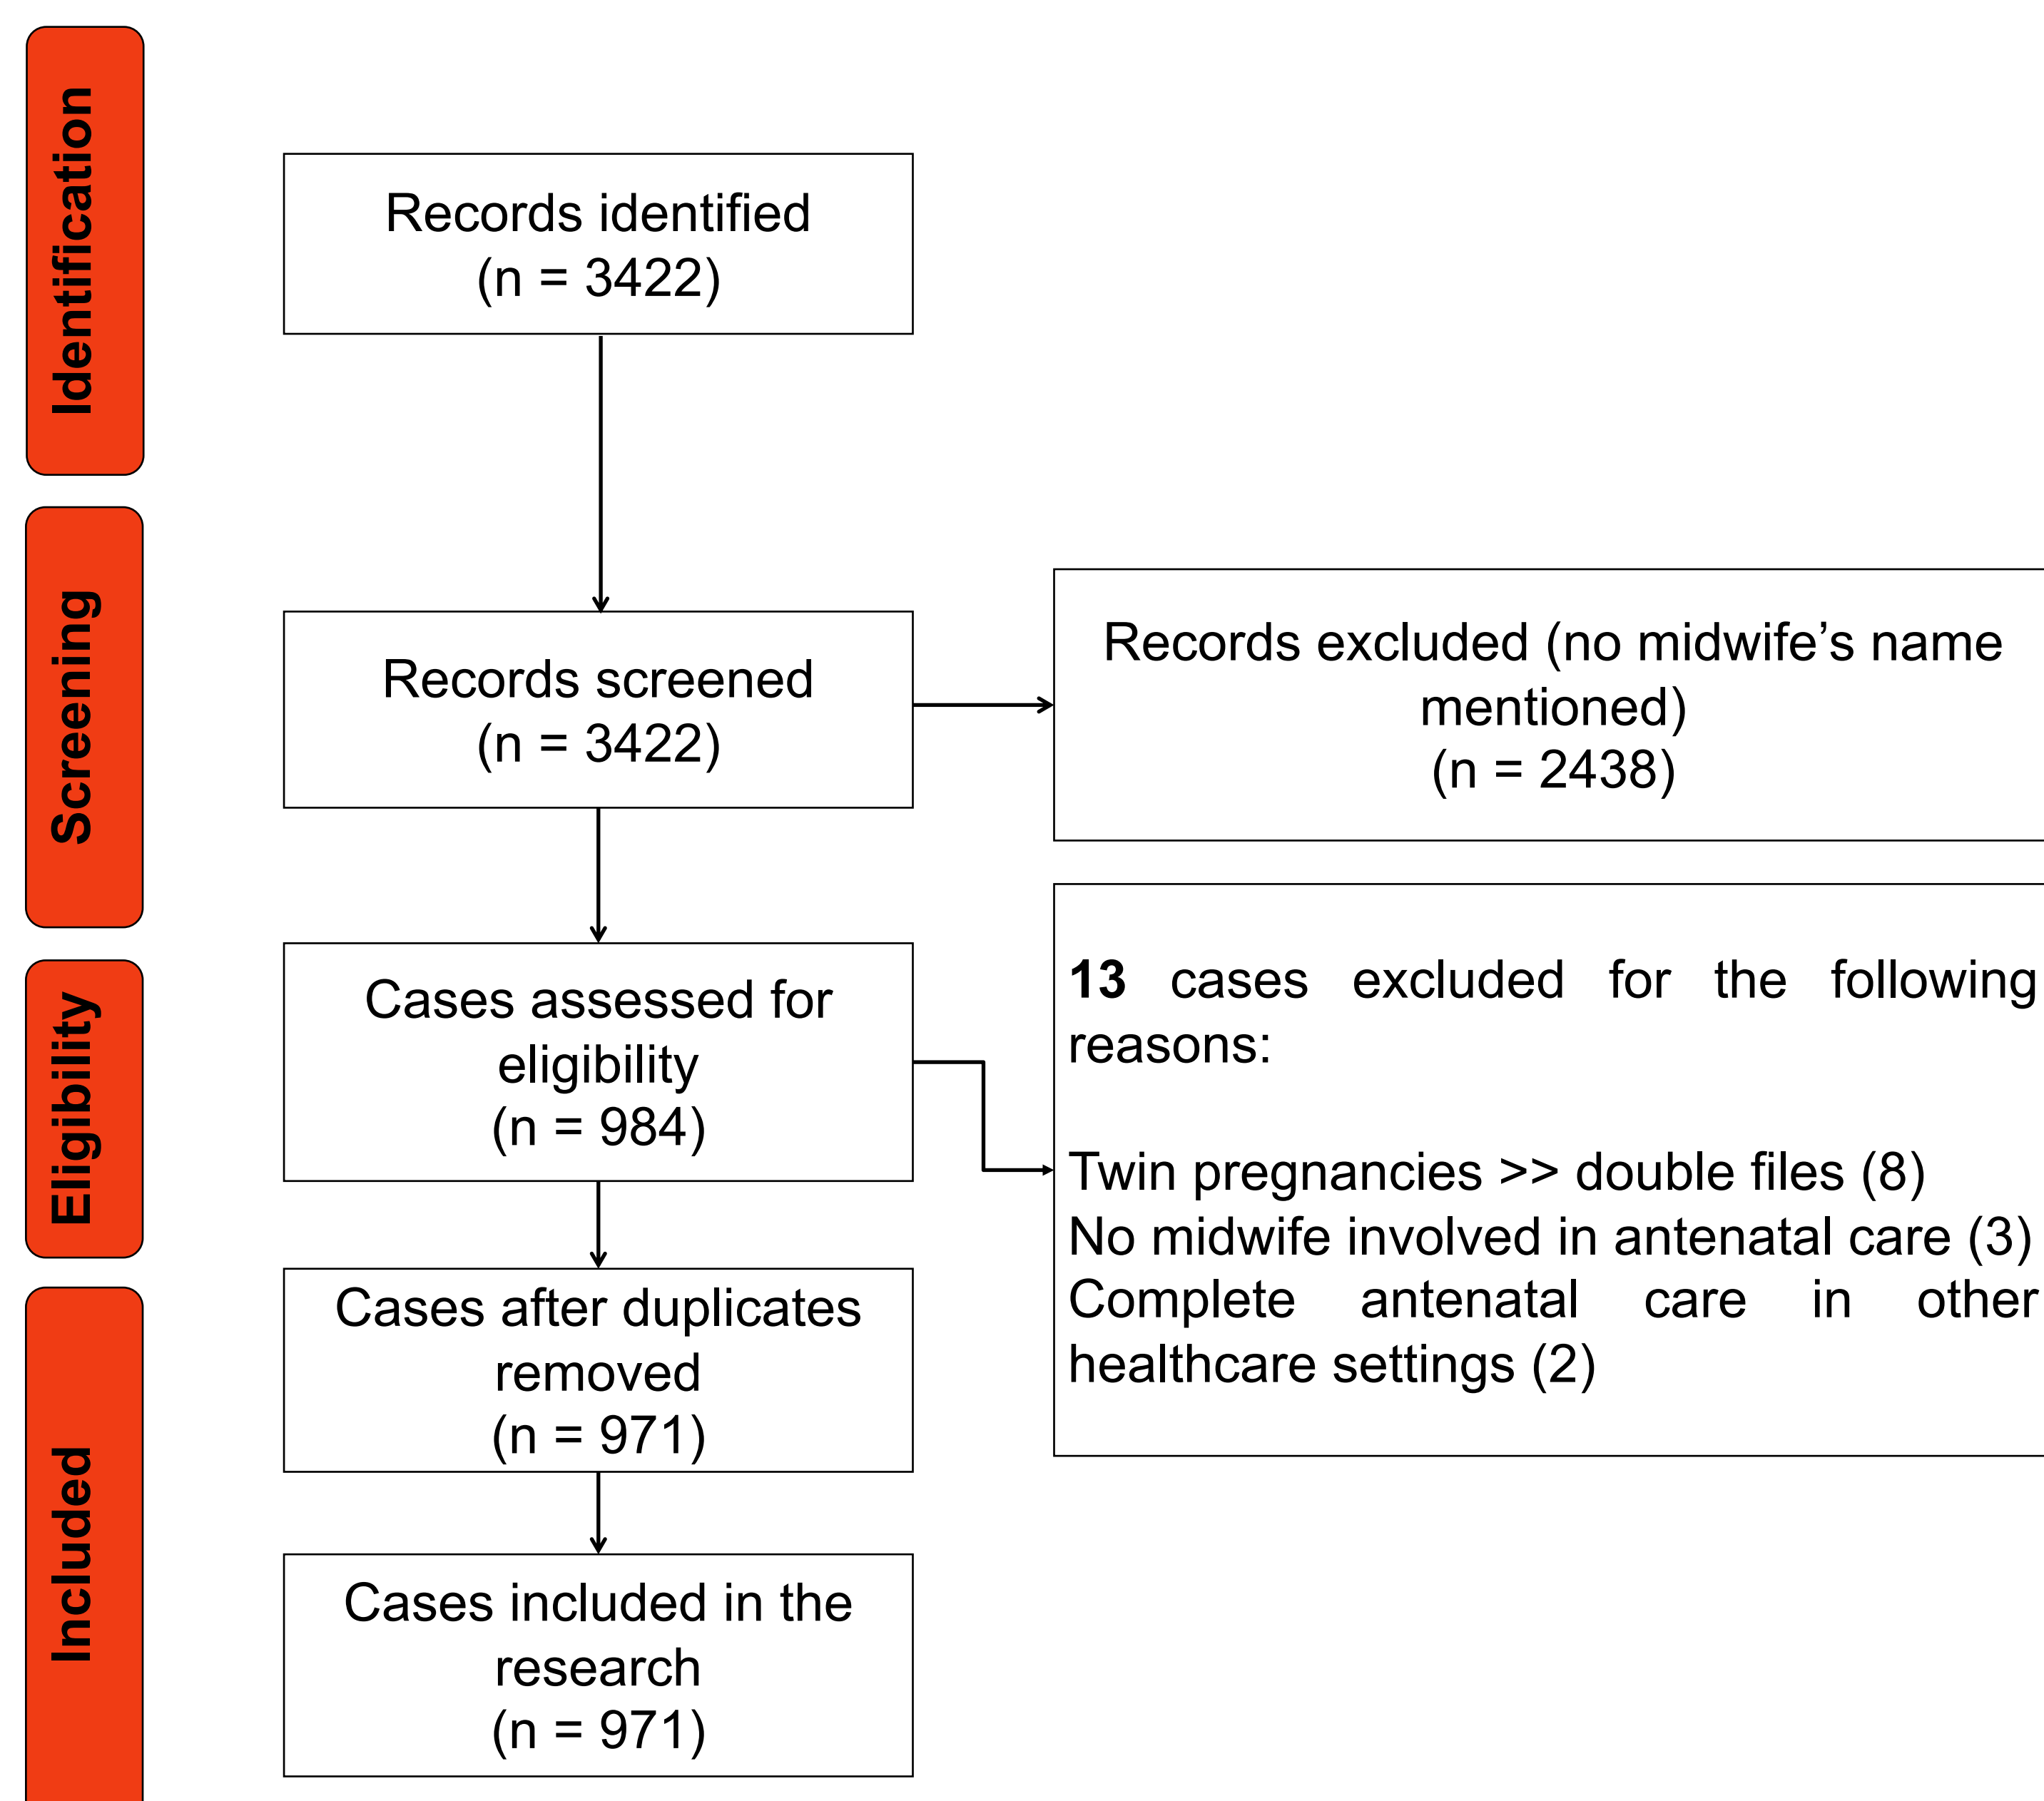 Identification
Records identified
(n = 3422)
Screening
Records screened
(n = 3422)
Records excluded (no midwife’s name
mentioned)
(n = 2438)
Eligibility
Cases assessed for
eligibility
(n = 984)
13 cases excluded for the following
reasons:
Twin pregnancies >> double files (8)
No midwife involved in antenatal care (3)
Complete antenatal care in other
healthcare settings (2)
Included
Cases after duplicates
removed
(n = 971)
Cases included in the
research
(n = 971)